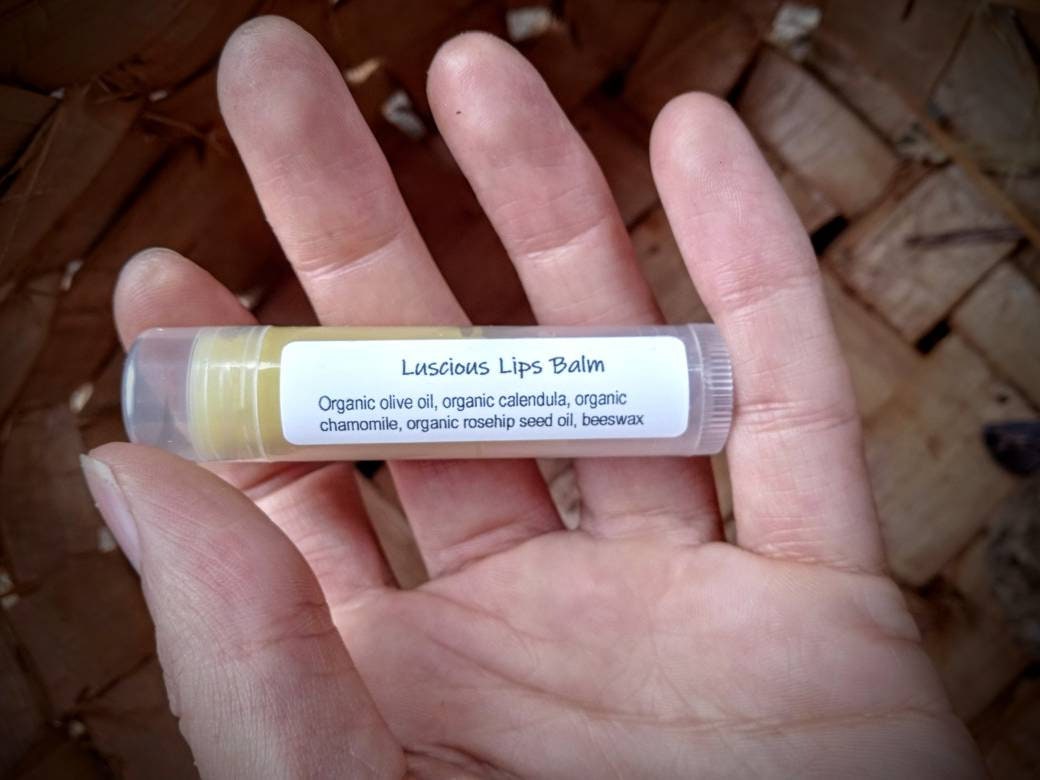 Luscious Lips Balm
Organic olive oil, organic calendula, organic
chamomile, organic rosehip seed oil, beeswax